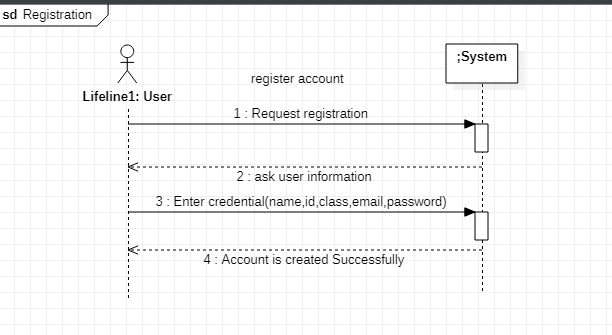 sd Registration
;System
register account
Lifeline1: User
1 : Request registration
2 : ask user information
3 : Enter credential(name,id,class,email,password)
4 : Account is created Successfully